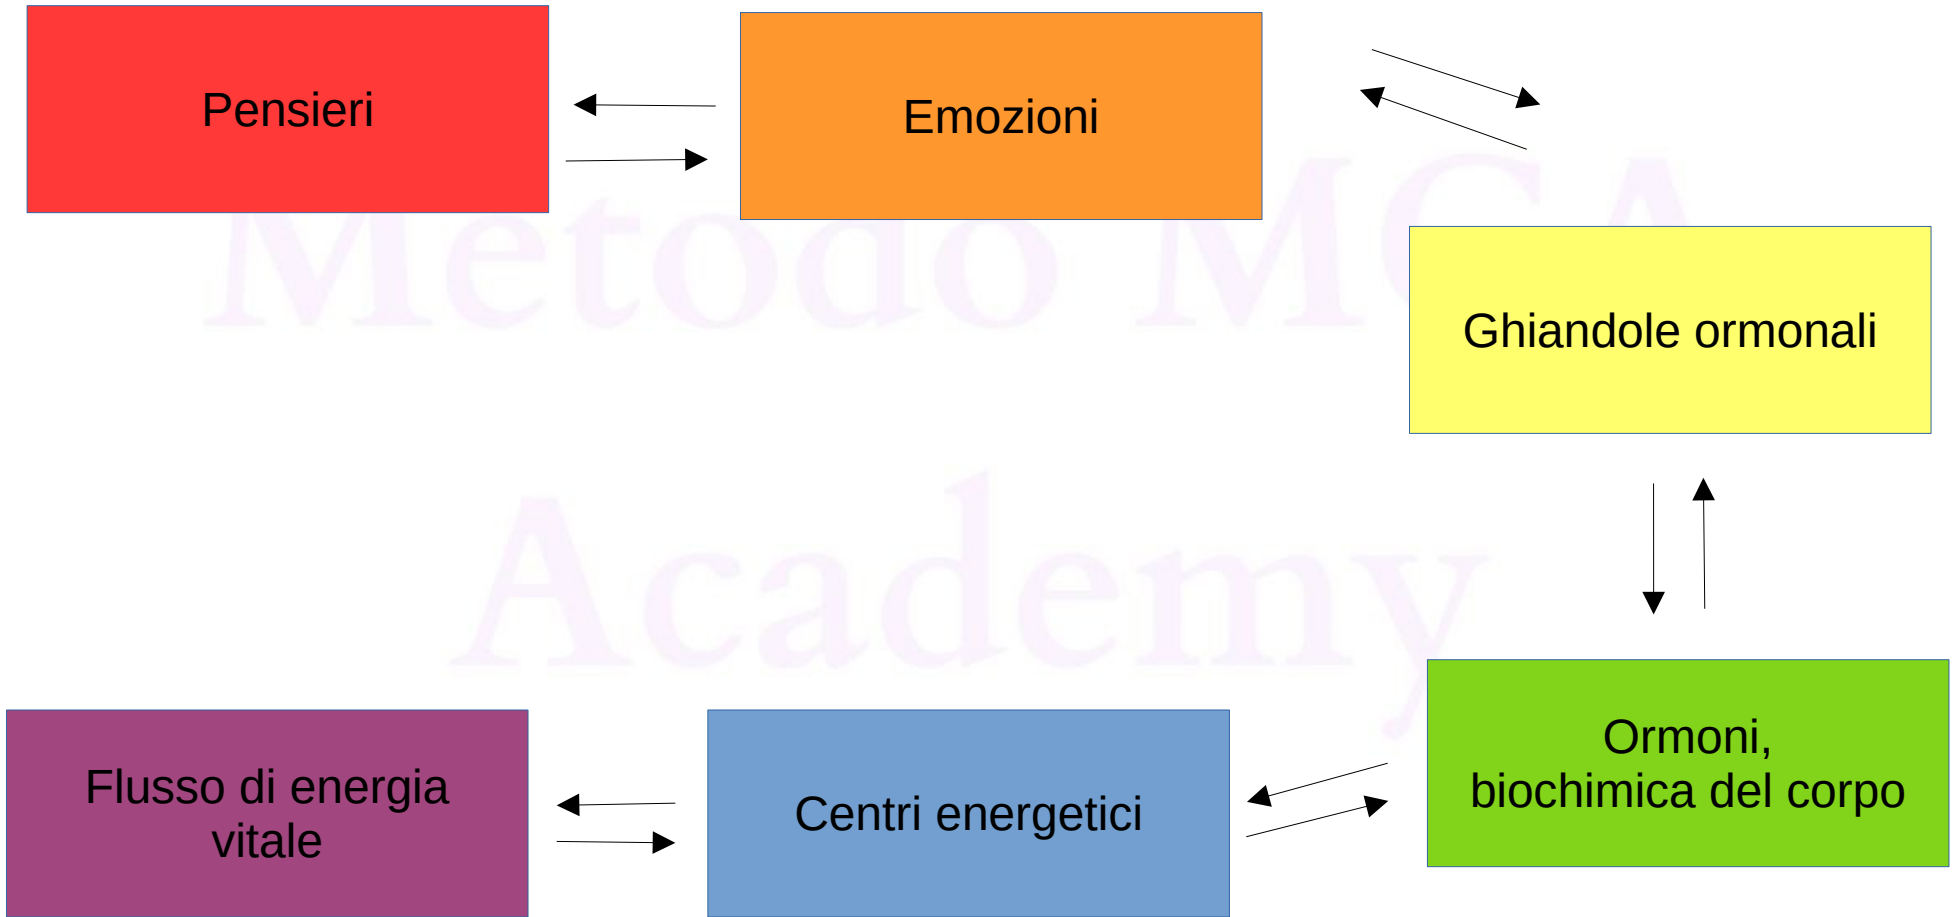 Pensieri
Emozioni
Metodo MCA
Ghiandole ormonali
Academy
Ormoni,
biochimica del corpo
Centri energetici
Flusso di energia
vitale